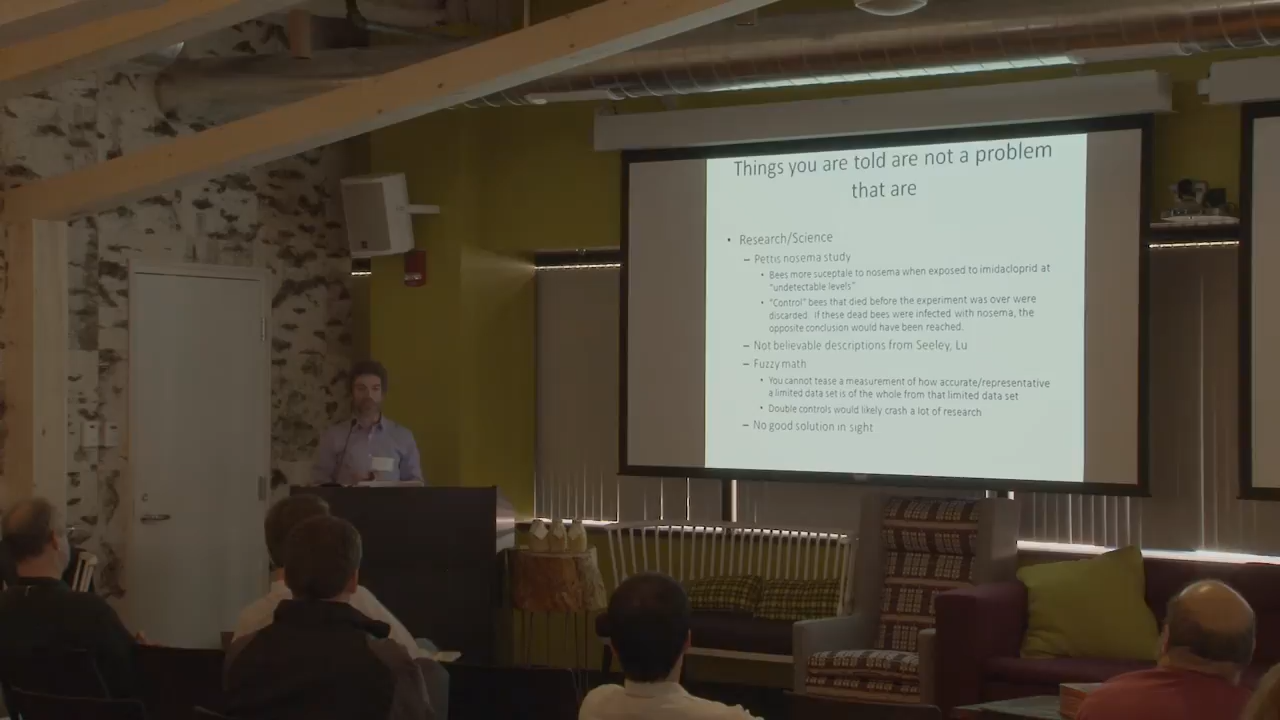 Things you are told are not a problem
that are
• Research/Science
– Pettis nosema study
• Bees more suceptale to nosema when exposed to imidacloprid at
"undetectable levels"
• "Control" bees that died before the experiment was over were
discarded. If these dead bees were infected with nosema, the
opposite conclusion would have been reached.
– Not believable descriptions from Seeley, Lu
– Fuzzy math
• You cannot tease a measurement of how accurate/representative
a limited data set is of the whole from that limited data set
• Double controls would likely crash a lot of research
– No good solution in sight